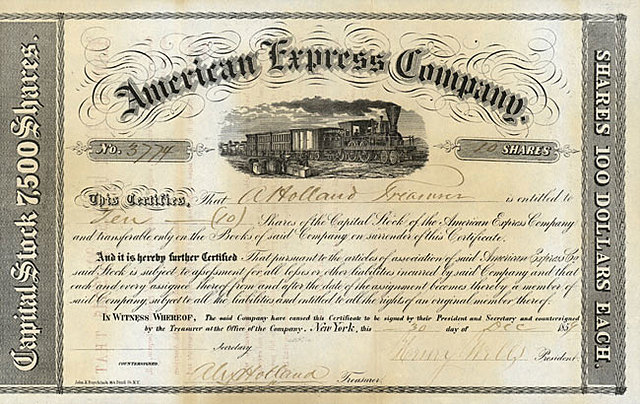 Capital Stock 7500 Shares.
American Express Company.
No. 3774
10 SHARES
This Certifies, That A Holland Treasurer is entitled to
Ten (10) Shares of the Capital Stock of the American Express Company
and transferable only on the Books of said Company on surrender of this Certificate.
And it is hereby further Certified That pursuant to the articles of association of said American Express Co
said Stock is subject to assessment for all losses or other liabilities incurred by said Company and that
each and every assignee thereof from and after the date of the assignment becomes thereby a member of
said Company, subject to all the liabilities and entitled to all the rights of an original member thereof.
IN WITNESS WHEREOF, The said Company have caused this Certificate to be signed by their President and Secretary and countersigned
by the Treasurer at the Office of the Company, New York, this 30 day of Dec 185
Secretary
Henry Wells President
COUNTERSIGNED.
Alex Holland Treasurer
SHARES 100 DOLLARS EACH.